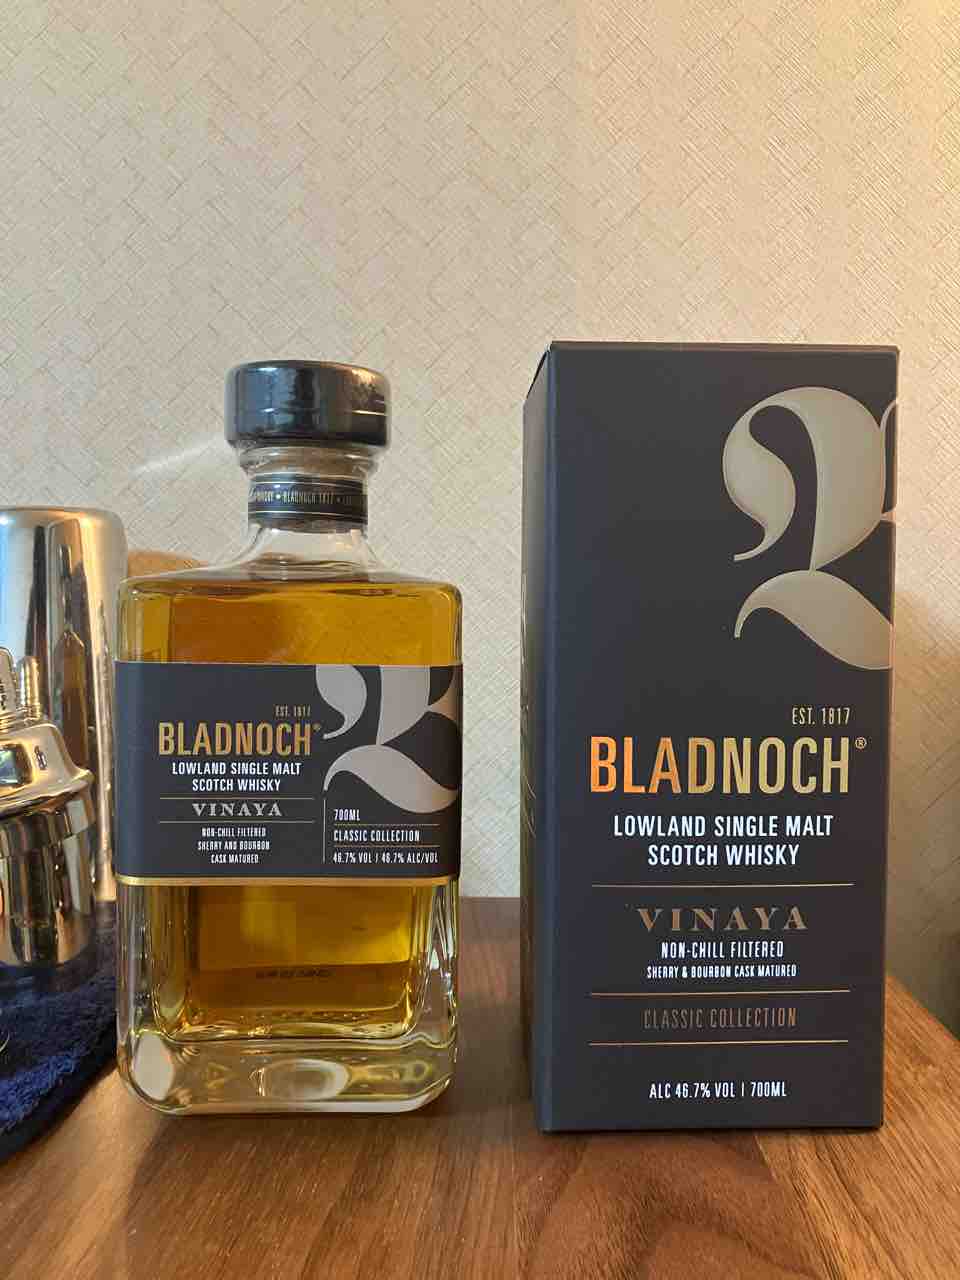 BLADNOCH 1817
EST. 1817
BLADNOCH®
LOWLAND SINGLE MALT
SCOTCH WHISKY
VINAYA
NON-CHILL FILTERED
SHERRY AND BOURBON
CASK MATURED
700ML
CLASSIC COLLECTION
46.7% VOL | 46.7% ALC/VOL
EST. 1817
BLADNOCH®
LOWLAND SINGLE MALT
SCOTCH WHISKY
VINAYA
NON-CHILL FILTERED
SHERRY & BOURBON CASK MATURED
CLASSIC COLLECTION
ALC 46.7% VOL | 700ML